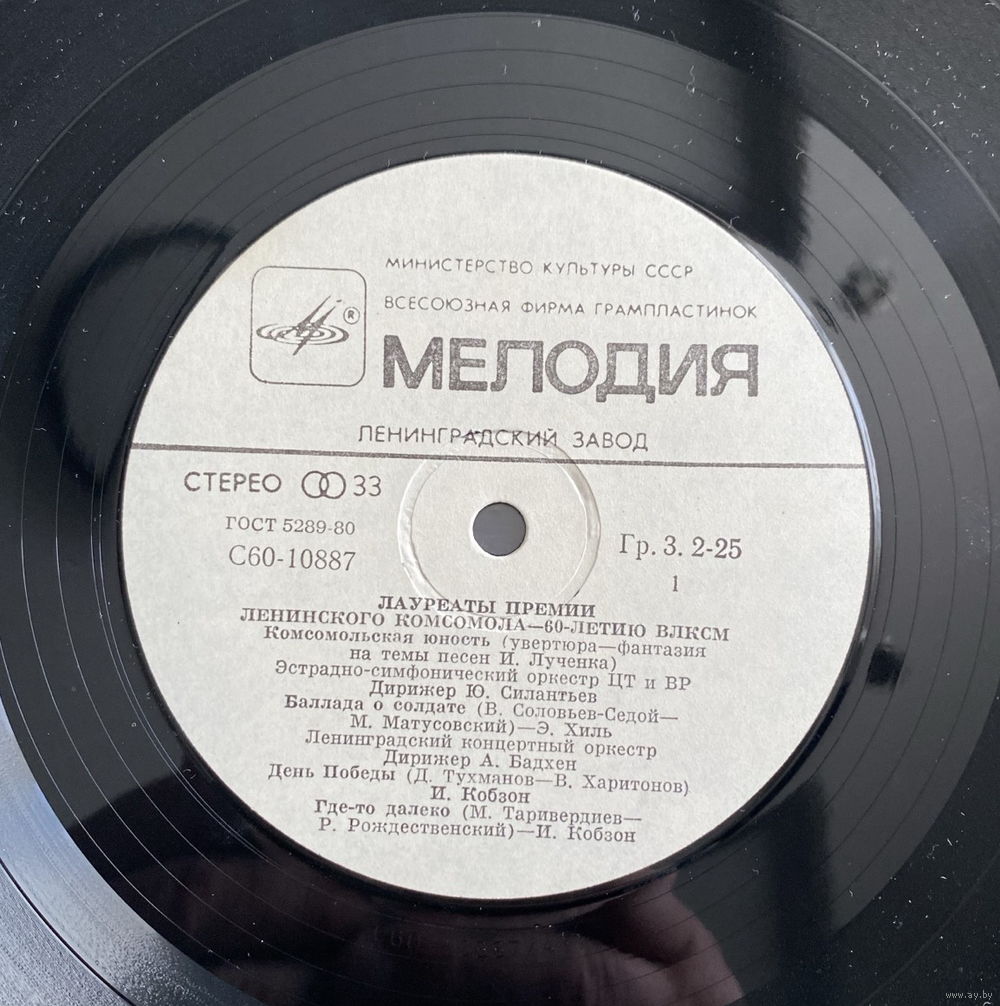 МИНИСТЕРСТВО КУЛЬТУРЫ СССР
ВСЕСОЮЗНАЯ ФИРМА ГРАМПЛАСТИНОК
®
МЕЛОДИЯ
ЛЕНИНГРАДСКИЙ ЗАВОД
СТЕРЕО 33
ГОСТ 5289-80
С60-10887
Гр. 3. 2-25
1
ЛАУРЕАТЫ ПРЕМИИ
ЛЕНИНСКОГО КОМСОМОЛА—60-ЛЕТИЮ ВЛКСМ
Комсомольская юность (увертюра—фантазия
на темы песен И. Лученка)
Эстрадно-симфонический оркестр ЦТ и ВР
Дирижер Ю. Силантьев
Баллада о солдате (В. Соловьев-Седой—
М. Матусовский)—Э. Хиль
Ленинградский концертный оркестр
Дирижер А. Бадхен
День Победы (Д. Тухманов—В. Харитонов)
И. Кобзон
Где-то далеко (М. Таривердиев—
Р. Рождественский)—И. Кобзон
www.ay.by